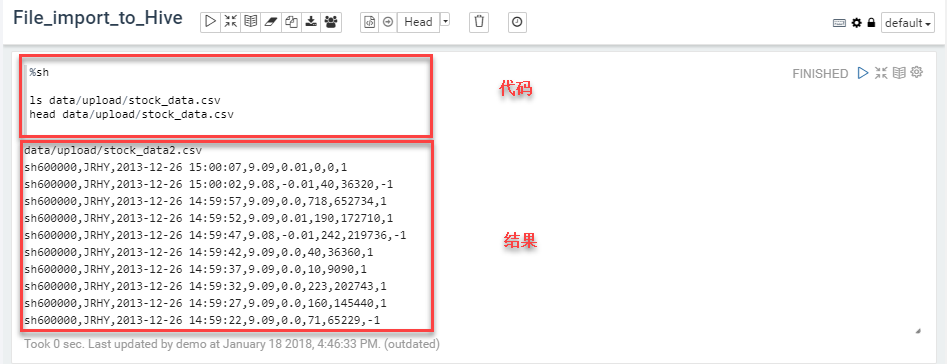 File_import_to_Hive
Head
default
%sh
FINISHED
代码
ls data/upload/stock_data.csv
head data/upload/stock_data.csv
data/upload/stock_data2.csv
sh600000,JRHY,2013-12-26 15:00:07,9.09,0.01,0,0,1
sh600000,JRHY,2013-12-26 15:00:02,9.08,-0.01,40,36320,-1
sh600000,JRHY,2013-12-26 14:59:57,9.09,0.0,718,652734,1
sh600000,JRHY,2013-12-26 14:59:52,9.09,0.01,190,172710,1
sh600000,JRHY,2013-12-26 14:59:47,9.08,-0.01,242,219736,-1
结果
sh600000,JRHY,2013-12-26 14:59:42,9.09,0.0,40,36360,1
sh600000,JRHY,2013-12-26 14:59:37,9.09,0.0,10,9090,1
sh600000,JRHY,2013-12-26 14:59:32,9.09,0.0,223,202743,1
sh600000,JRHY,2013-12-26 14:59:27,9.09,0.0,160,145440,1
sh600000,JRHY,2013-12-26 14:59:22,9.09,0.0,71,65229,-1
Took 0 sec. Last updated by demo at January 18 2018, 4:46:33 PM. (outdated)